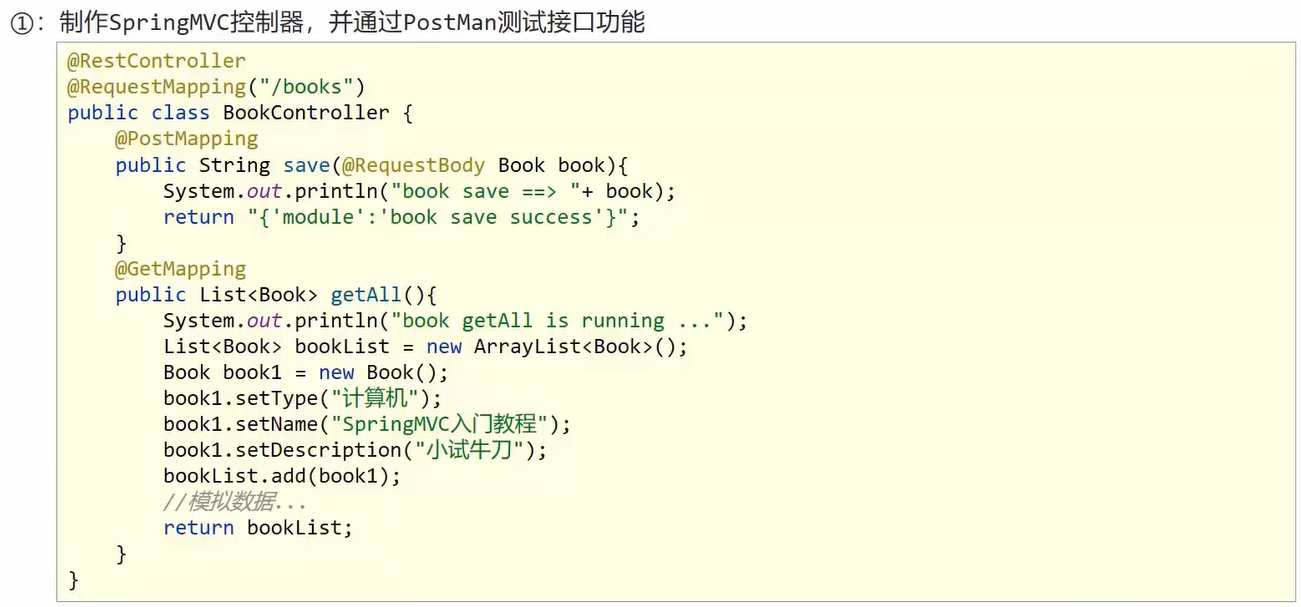 ①：制作SpringMVC控制器，并通过PostMan测试接口功能
@RestController
@RequestMapping("/books")
public class BookController {
    @PostMapping
    public String save(@RequestBody Book book){
        System.out.println("book save ==> "+ book);
        return "{'module':'book save success'}";
    }
    @GetMapping
    public List<Book> getAll(){
        System.out.println("book getAll is running ...");
        List<Book> bookList = new ArrayList<Book>();
        Book book1 = new Book();
        book1.setType("计算机");
        book1.setName("SpringMVC入门教程");
        book1.setDescription("小试牛刀");
        bookList.add(book1);
        //模拟数据...
        return bookList;
    }
}